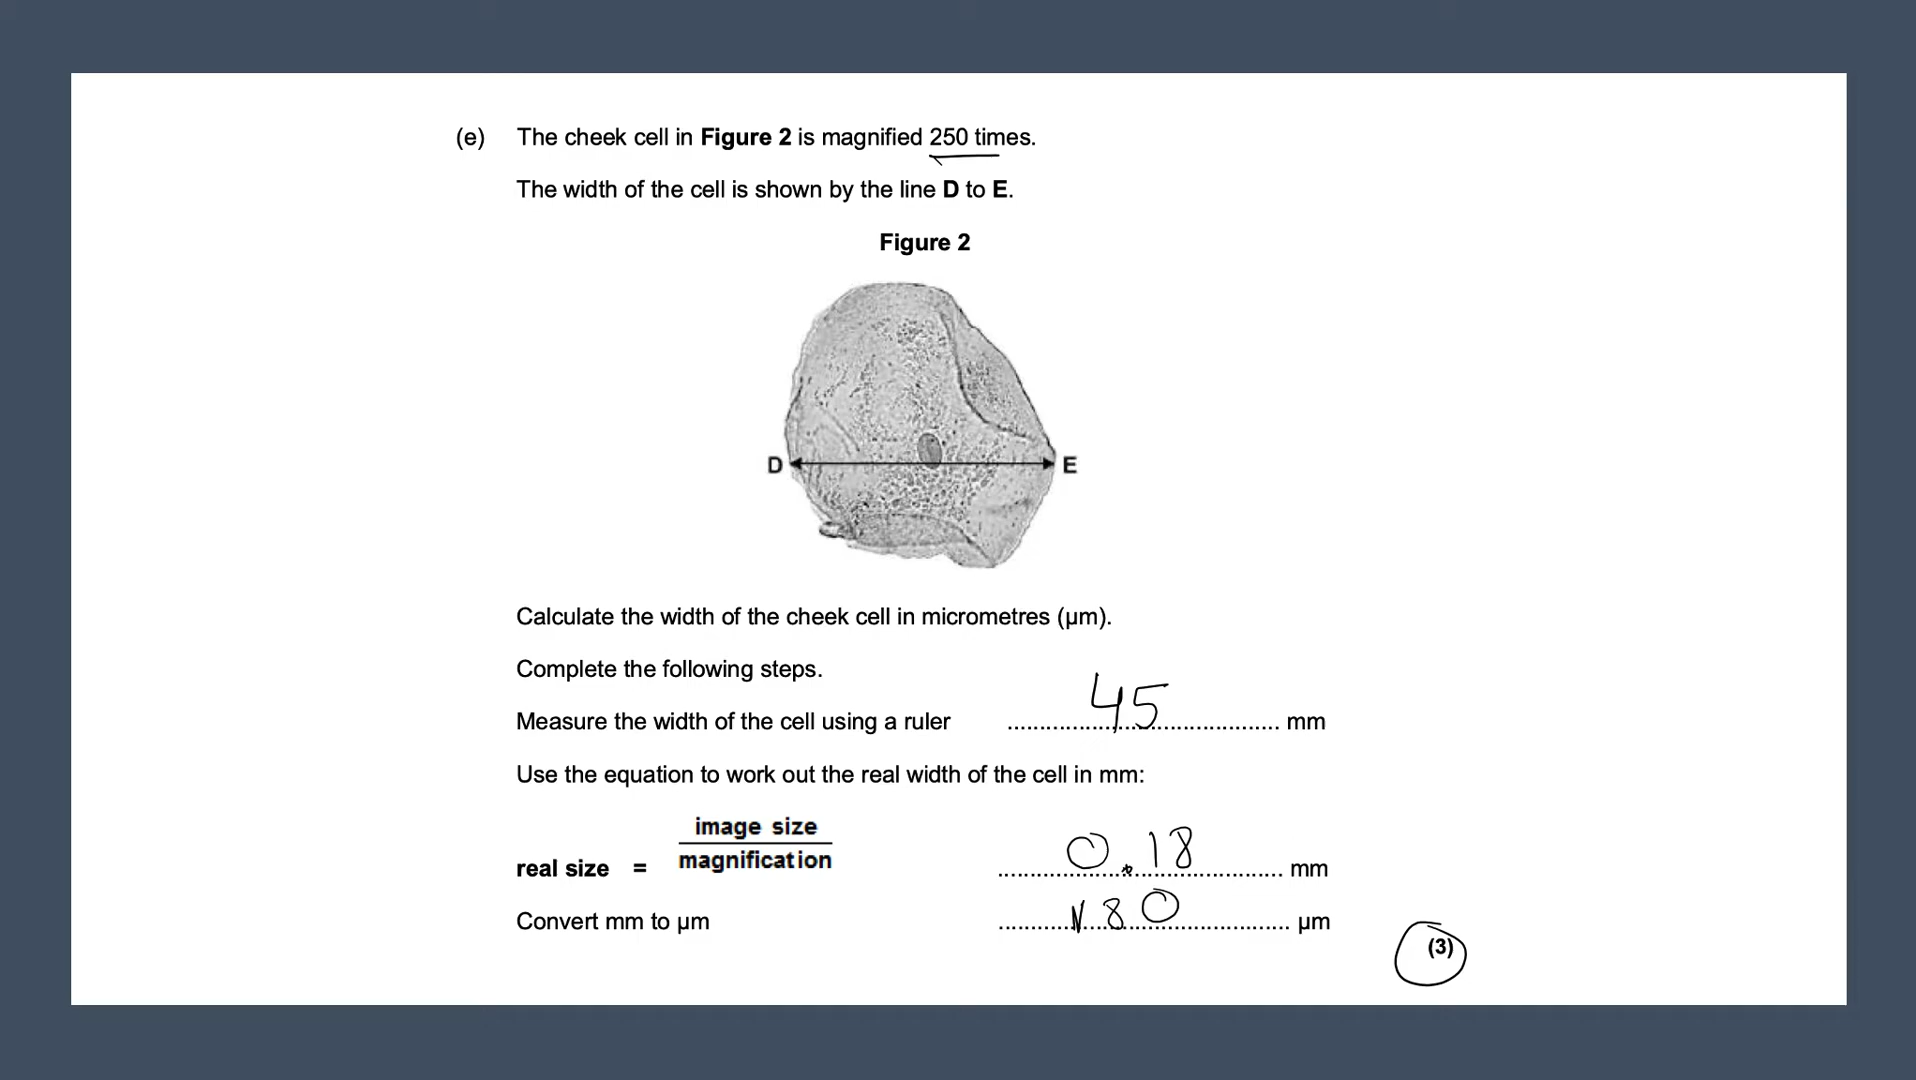 (e) The cheek cell in Figure 2 is magnified 250 times.
The width of the cell is shown by the line D to E.
Figure 2
D E
Calculate the width of the cheek cell in micrometres (µm).
Complete the following steps.
Measure the width of the cell using a ruler 45 mm
Use the equation to work out the real width of the cell in mm:
image size
real size = magnification 0.18 mm
Convert mm to µm 180 µm
(3)